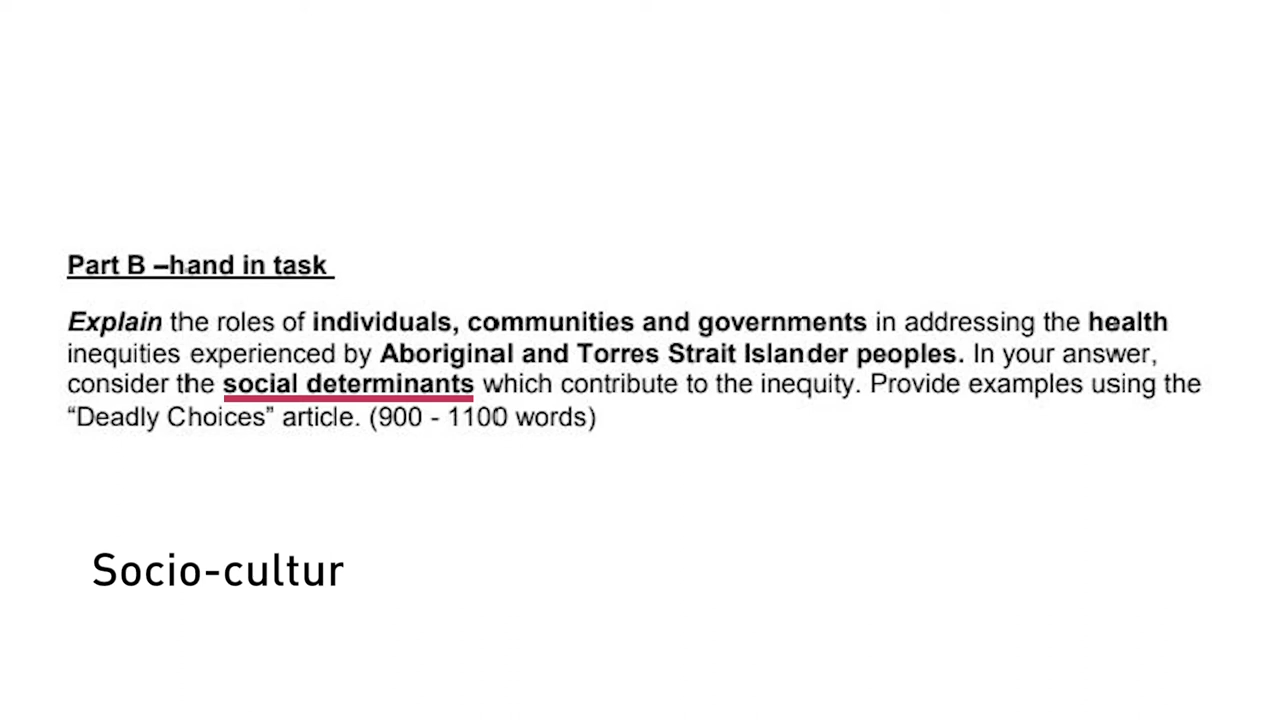 Part B –hand in task
Explain the roles of individuals, communities and governments in addressing the health
inequities experienced by Aboriginal and Torres Strait Islander peoples. In your answer,
consider the social determinants which contribute to the inequity. Provide examples using the
“Deadly Choices” article. (900 - 1100 words)
Socio-cultur